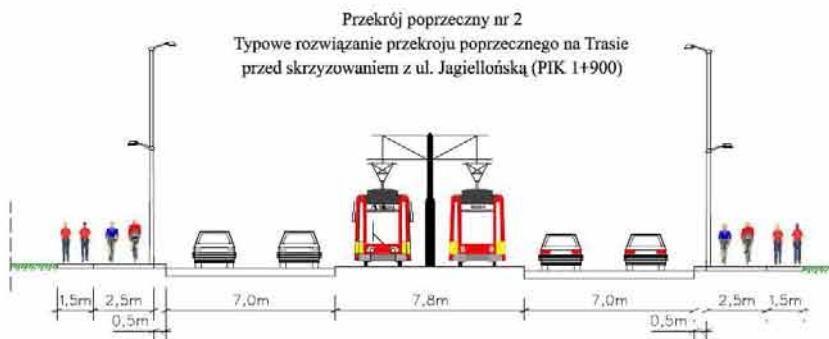 Przekrój poprzeczny nr 2
Typowe rozwiązanie przekroju poprzecznego na Trasie
przed skrzyzowaniem z ul. Jagiellońską (PIK 1+900)
1,5m 2,5m 7,0m 7,8m 7,0m 2,5m 1,5m
0,5m 0,5m